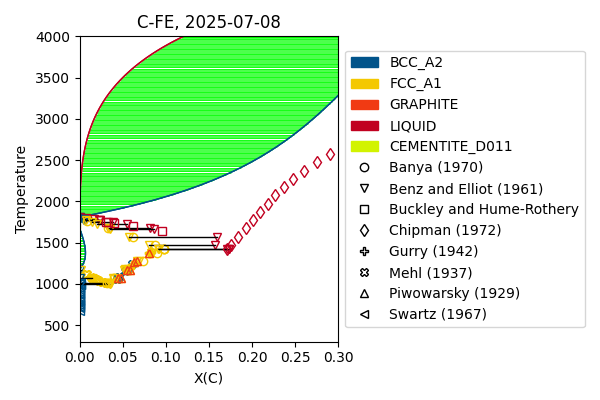 C-FE, 2025-07-08
4000
3500
3000
2500
2000
1500
1000
500
Temperature
0.00 0.05 0.10 0.15 0.20 0.25 0.30
X(C)
BCC_A2
FCC_A1
GRAPHITE
LIQUID
CEMENTITE_D011
Banya (1970)
Benz and Elliot (1961)
Buckley and Hume-Rothery
Chipman (1972)
Gurry (1942)
Mehl (1937)
Piwowarsky (1929)
Swartz (1967)